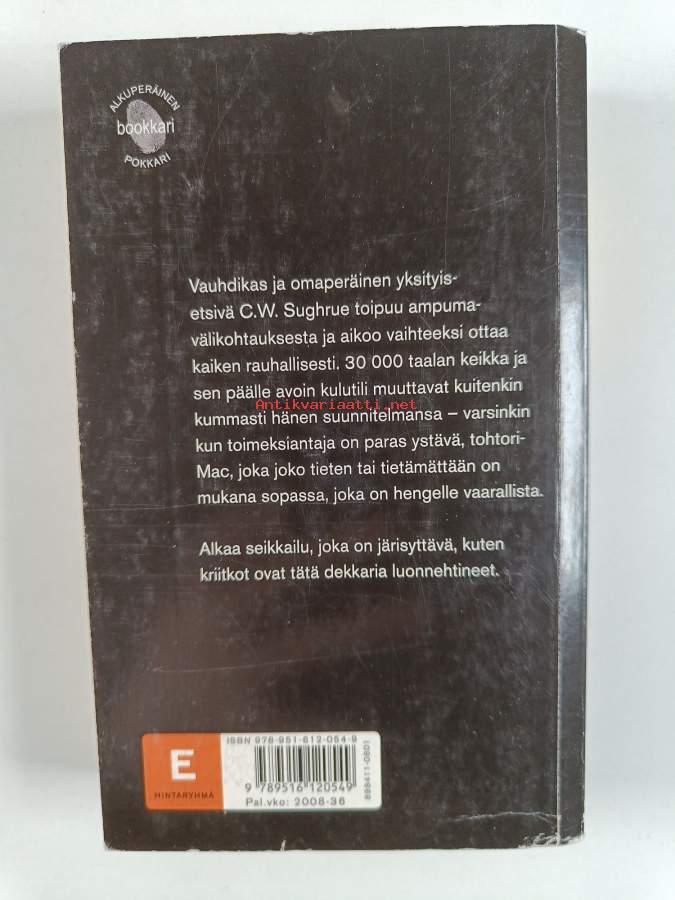 ALKUPERÄINEN
bookkari
POKKARI
Vauhdikas ja omaperäinen yksityis-
etsivä C.W. Sughrue toipuu ampuma-
välikohtauksesta ja aikoo vaihteeksi ottaa
kaiken rauhallisesti. 30 000 taalan keikka ja
sen päälle avoin kulutili muuttavat kuitenkin
Antikvariaatti.net
kummasti hänen suunnitelmansa – varsinkin
kun toimeksiantaja on paras ystävä, tohtori-
Mac, joka joko tieten tai tietämättään on
mukana sopassa, joka on hengelle vaarallista.
Alkaa seikkailu, joka on järisyttävä, kuten
kriitkot ovat tätä dekkaria luonnehtineet.
E
HINTARYHMÄ
ISBN 978-951-612-054-9
9 789516 120549
Pal.vko: 2008-36
898411-0801